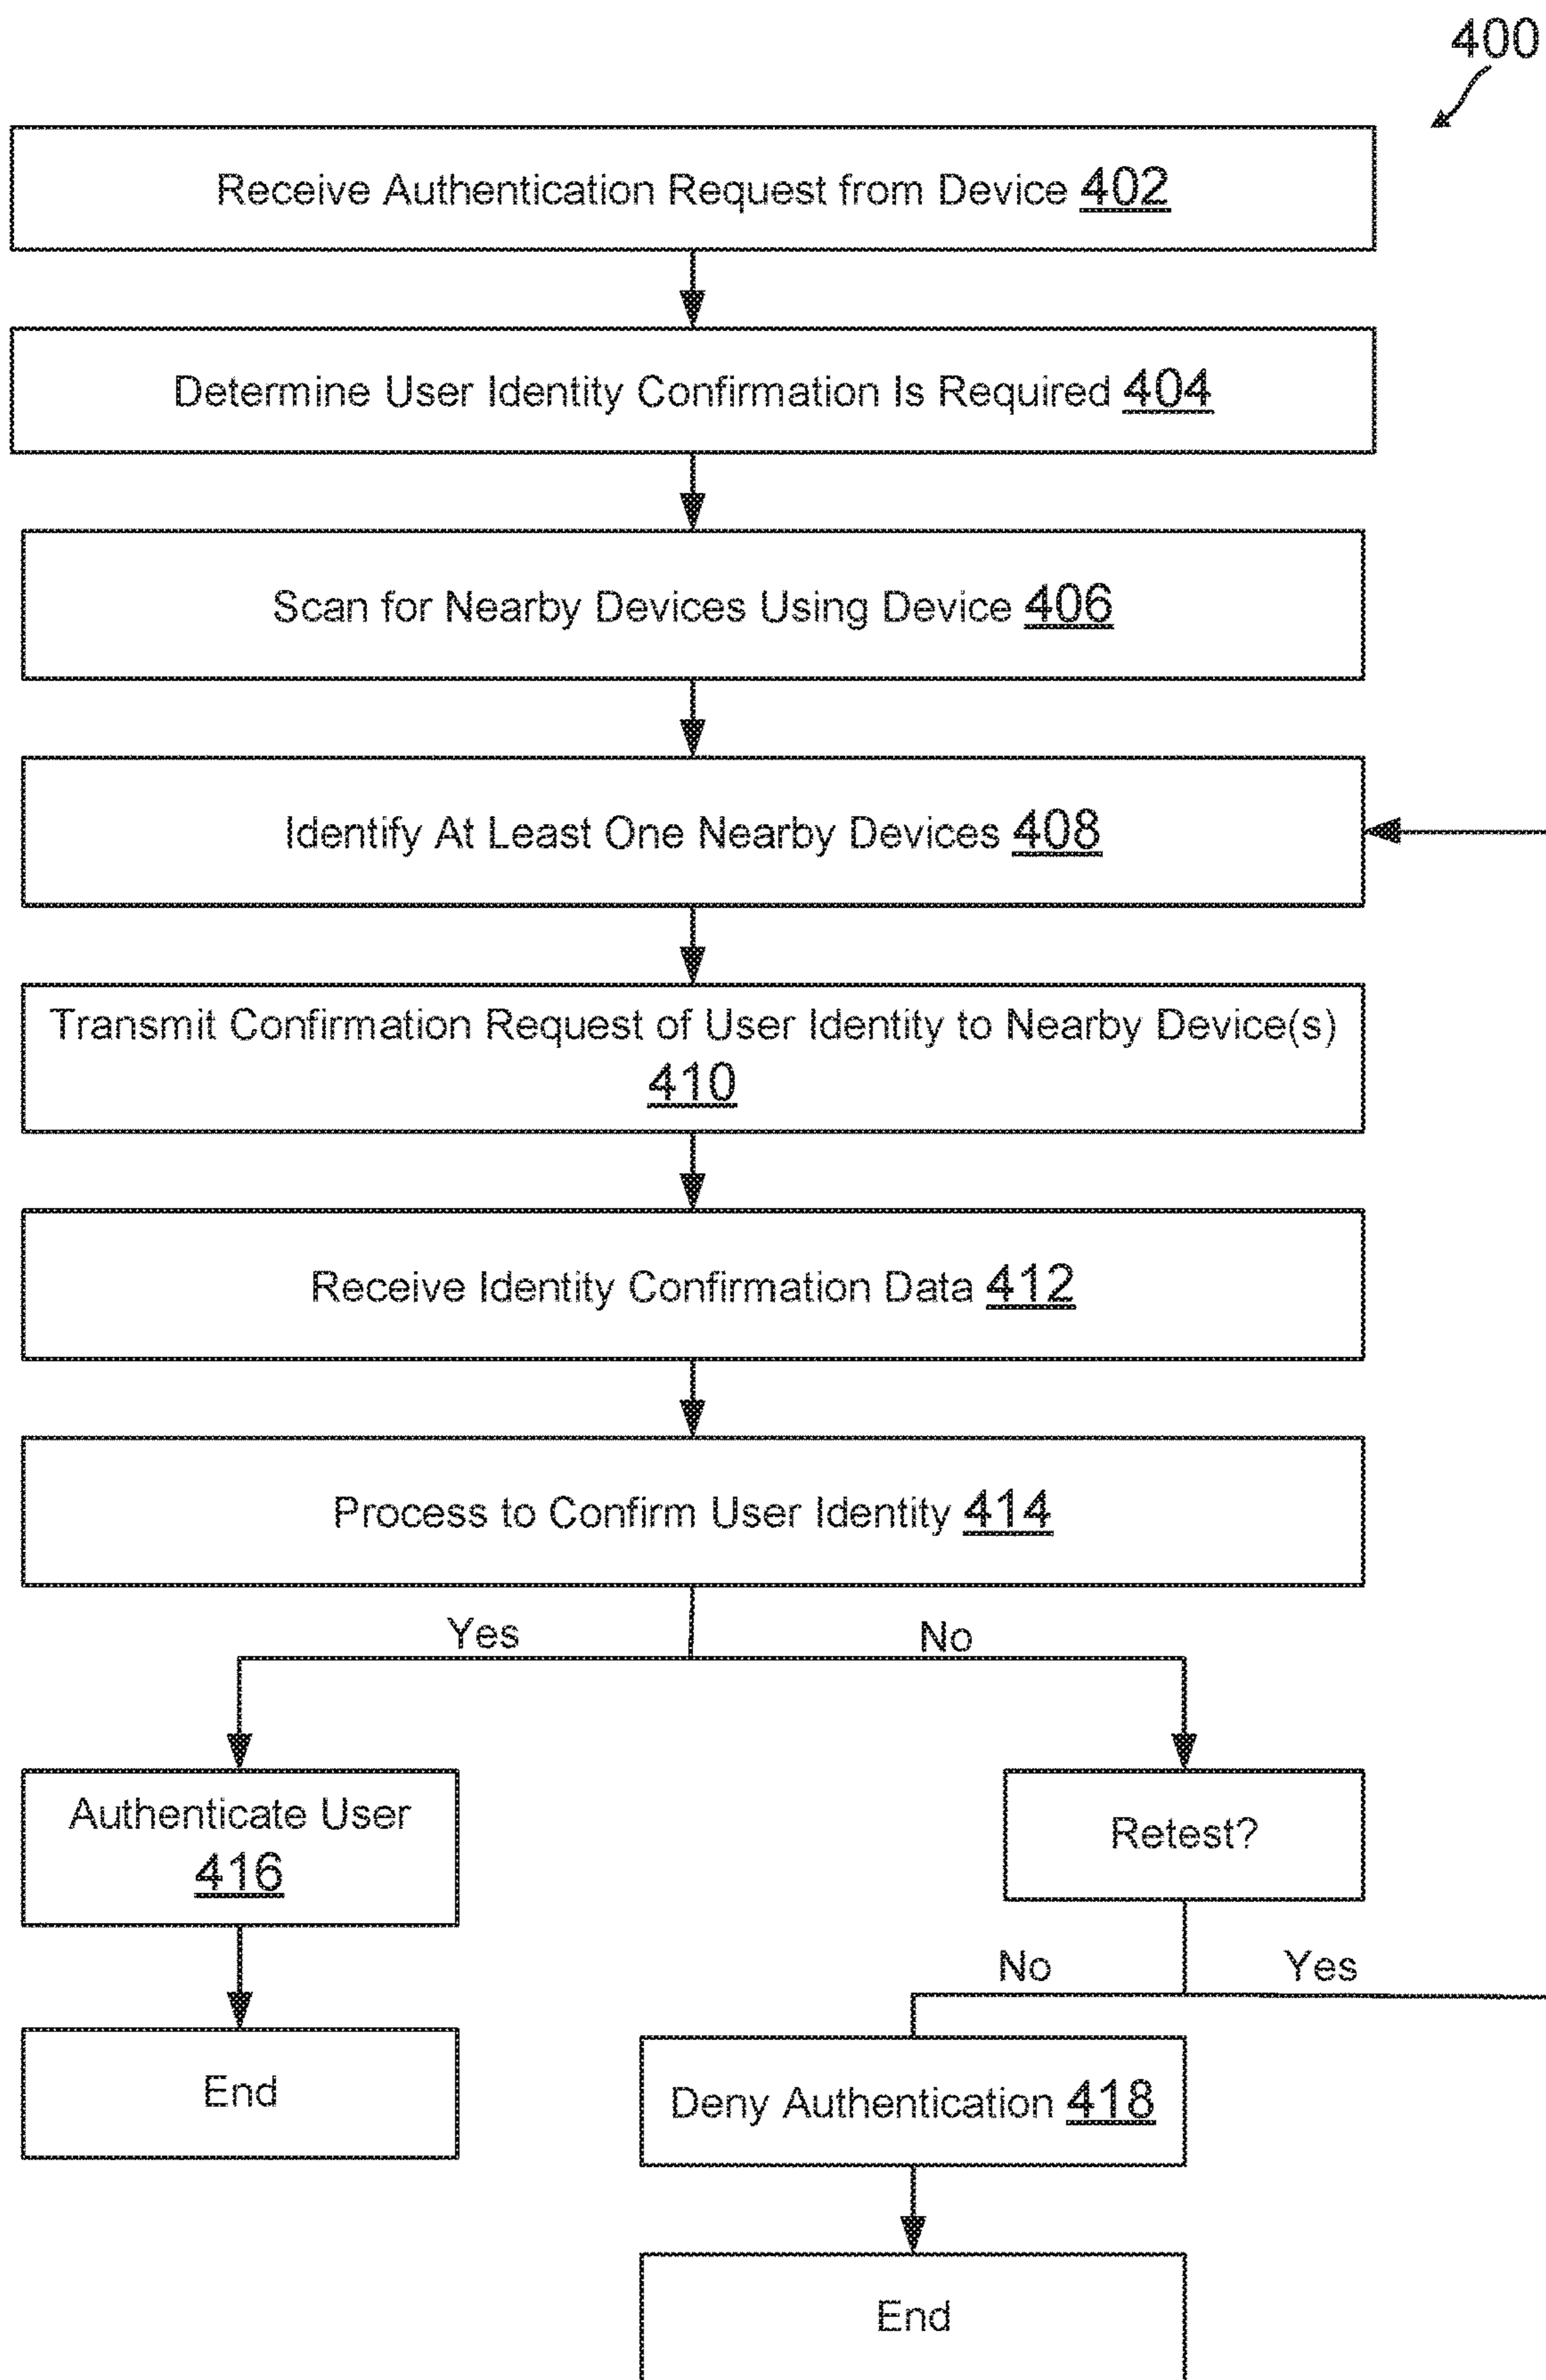 400
Receive Authentication Request from Device 402
Determine User Identity Confirmation Is Required 404
Scan for Nearby Devices Using Device 406
Identify At Least One Nearby Devices 408
Transmit Confirmation Request of User Identity to Nearby Device(s)
410
Receive Identity Confirmation Data 412
Process to Confirm User Identity 414
Yes
No
Authenticate User
416
Retest?
No
Yes
End
Deny Authentication 418
End